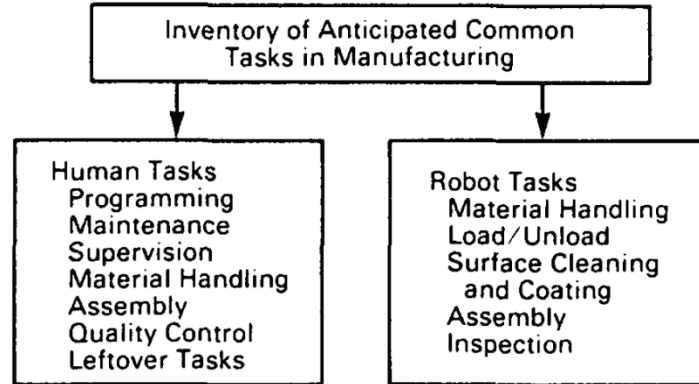 Inventory of Anticipated Common
Tasks in Manufacturing
Human Tasks
Programming
Maintenance
Supervision
Material Handling
Assembly
Quality Control
Leftover Tasks
Robot Tasks
Material Handling
Load/Unload
Surface Cleaning
and Coating
Assembly
Inspection